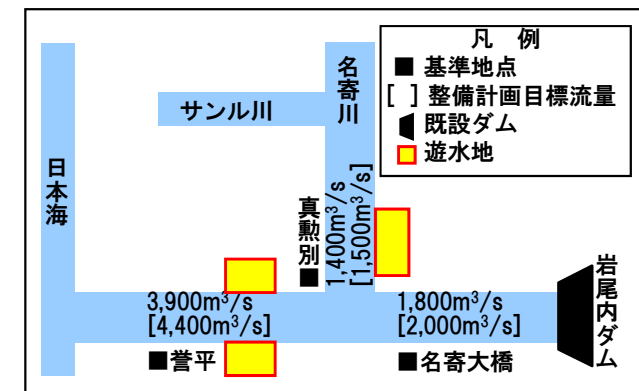 凡 例
■ 基準地点
[ ] 整備計画目標流量
既設ダム
遊水地
名寄川
サンル川
日本海
真勲別■
1,400m³/s
[1,500m³/s]
3,900m³/s
[4,400m³/s]
1,800m³/s
[2,000m³/s]
岩尾内ダム
■誉平
■名寄大橋